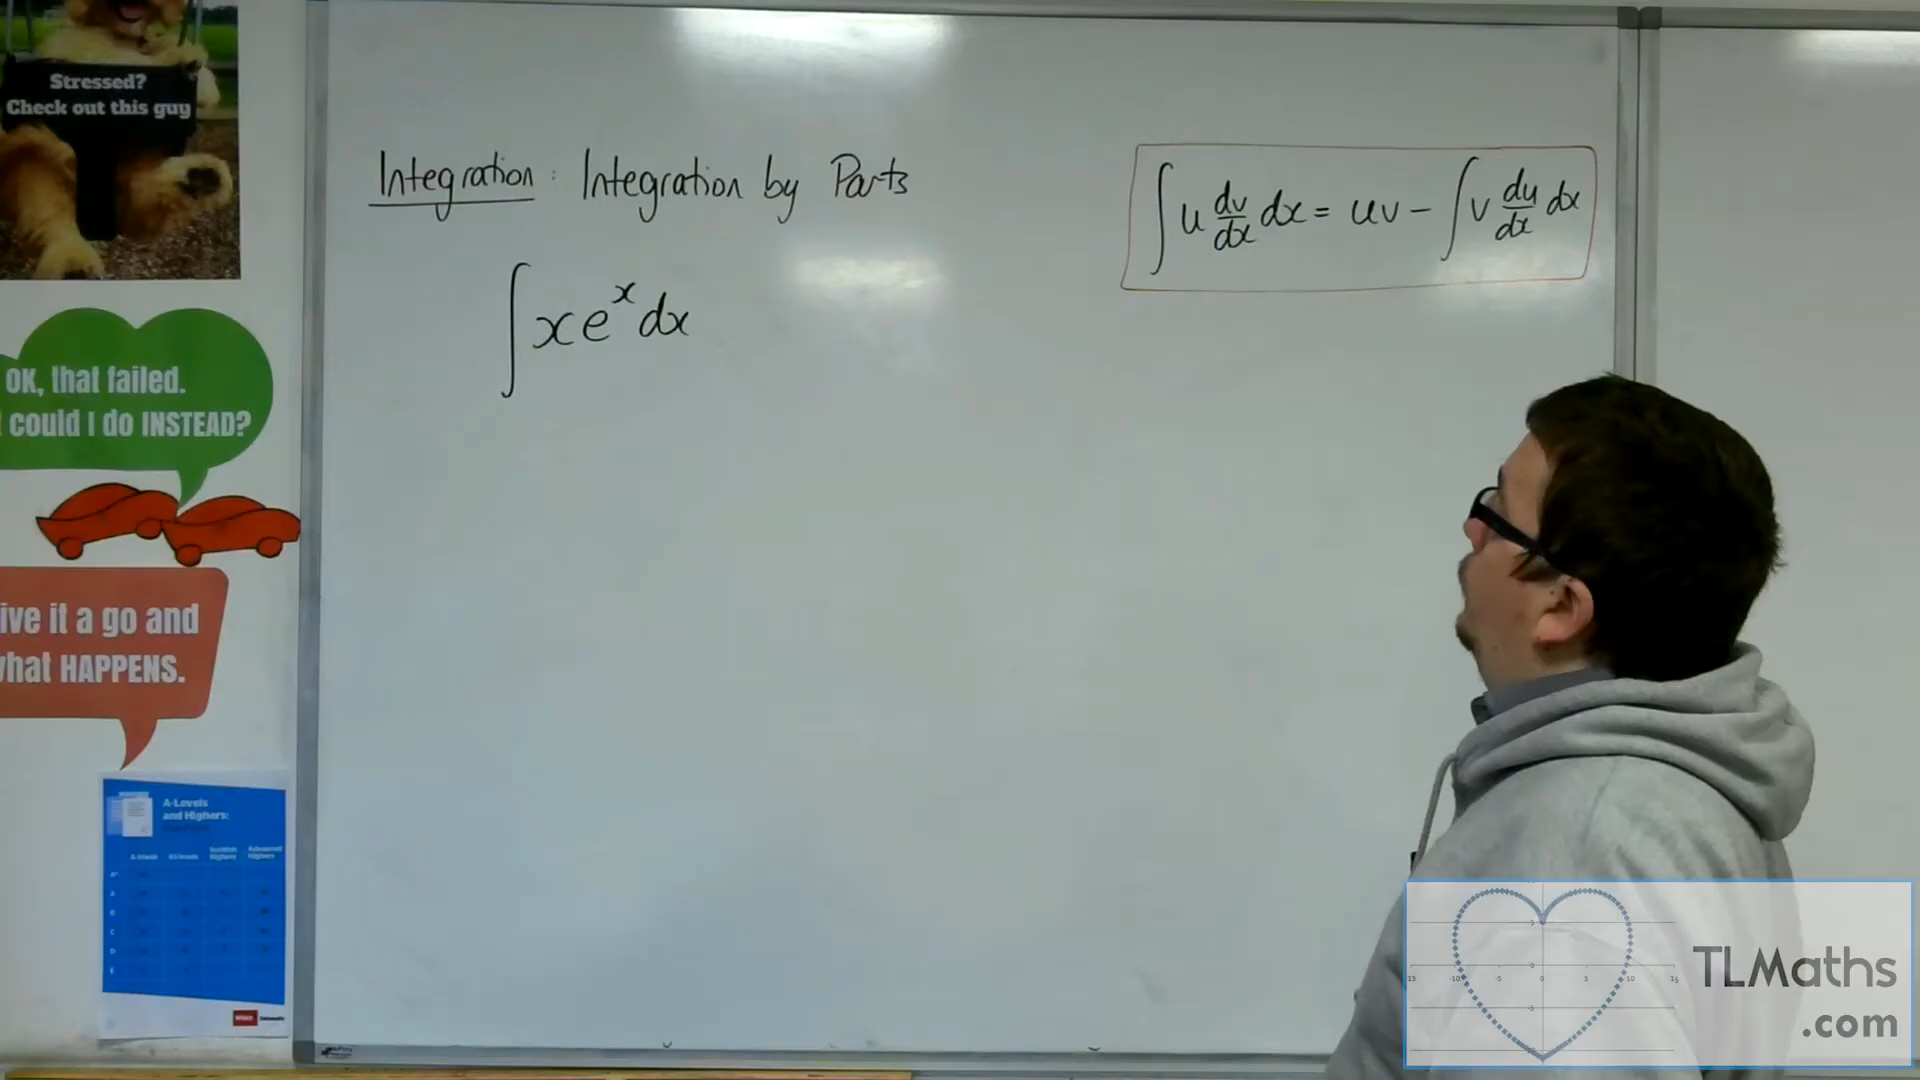 Stressed?
Check out this guy
Integration : Integration by Parts
∫ u dv/dx dx = uv − ∫ v du/dx dx
∫ x e^x dx
OK, that failed.
could I do INSTEAD?
ive it a go and
what HAPPENS.
A-Levels
and Highers:
A
B
C
D
E
TLMaths
.com